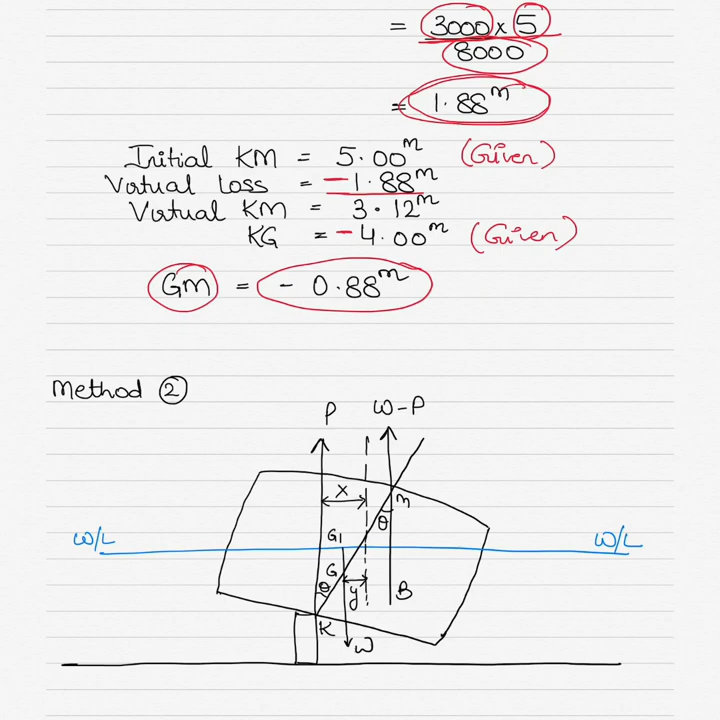 = 3000 x 5
8000
= 1.88m
Initial KM = 5.00m (Given)
Virtual Loss = - 1.88m
Virtual KM = 3.12m
KG = - 4.00m (Given)
Gm = - 0.88m
Method 2
P W-P
x m
θ
W/L G1 W/L
G
θ y B
K W